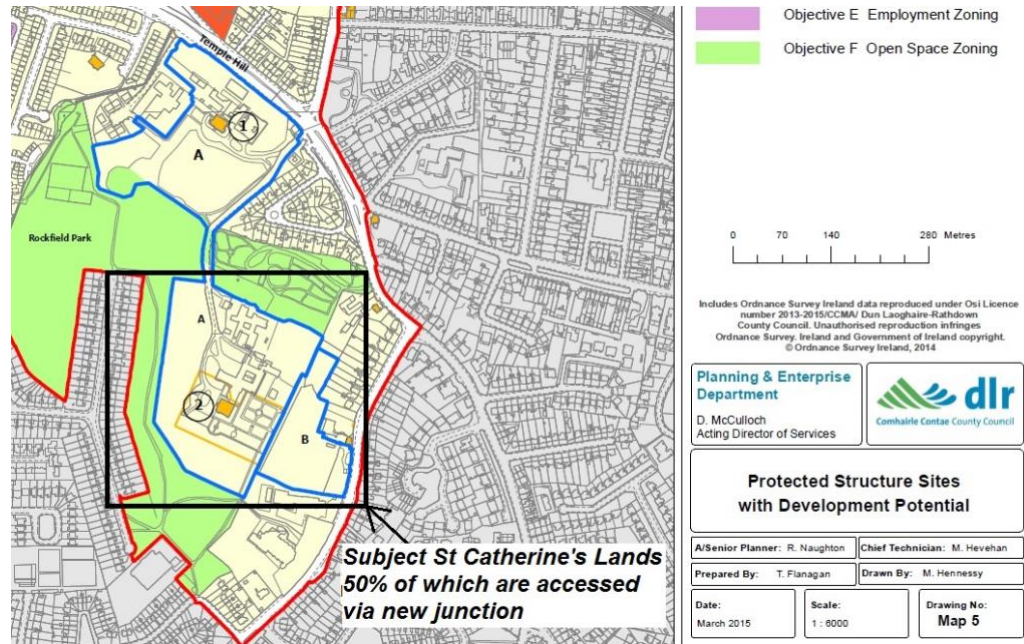 Temple Hill
1
A
Rockfield Park
A
2
B
Subject St Catherine's Lands
50% of which are accessed
via new junction
Objective E Employment Zoning
Objective F Open Space Zoning
0 70 140 280 Metres
Includes Ordnance Survey Ireland data reproduced under Osi Licence
number 2013-2015/CCMA/ Dun Laoghaire-Rathdown
County Council. Unauthorised reproduction infringes
Ordnance Survey. Ireland and Government of Ireland copyright.
© Ordnance Survey Ireland, 2014
Planning & Enterprise
Department
D. McCulloch
Acting Director of Services
dlr
Comhairle Contae County Council
Protected Structure Sites
with Development Potential
A/Senior Planner: R. Naughton
Chief Technician: M. Hevehan
Prepared By: T. Flanagan
Drawn By: M. Hennessy
Date:
March 2015
Scale:
1 : 6000
Drawing No:
Map 5